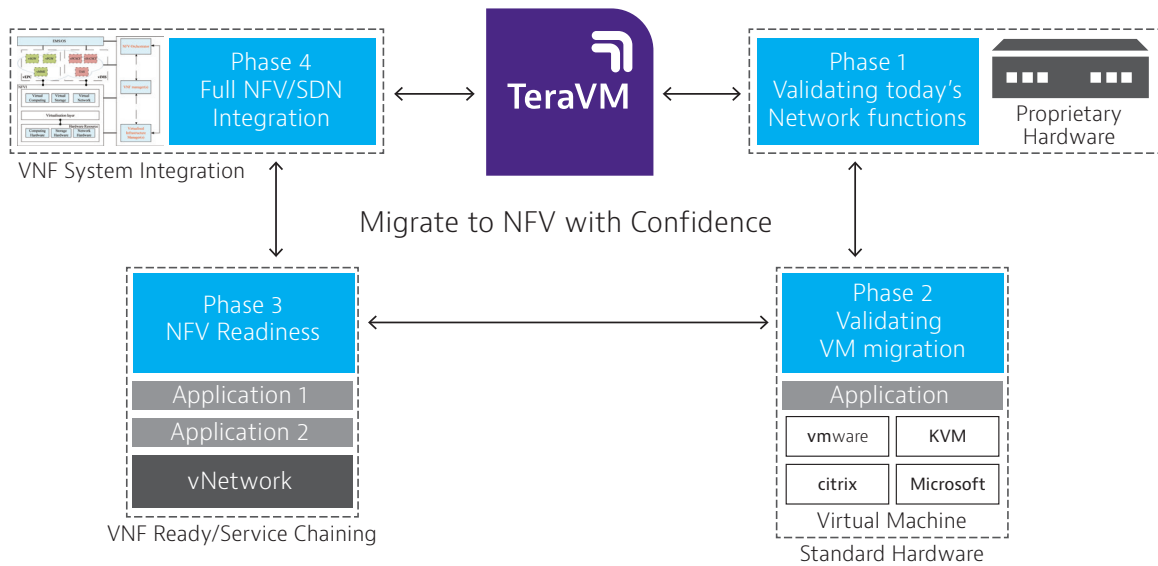 Phase 4
Full NFV/SDN
Integration
VNF System Integration
TeraVM
Phase 1
Validating today's
Network functions
Proprietary
Hardware
Migrate to NFV with Confidence
Phase 3
NFV Readiness
Application 1
Application 2
vNetwork
VNF Ready/Service Chaining
Phase 2
Validating
VM migration
Application
vmware
KVM
citrix
Microsoft
Virtual Machine
Standard Hardware